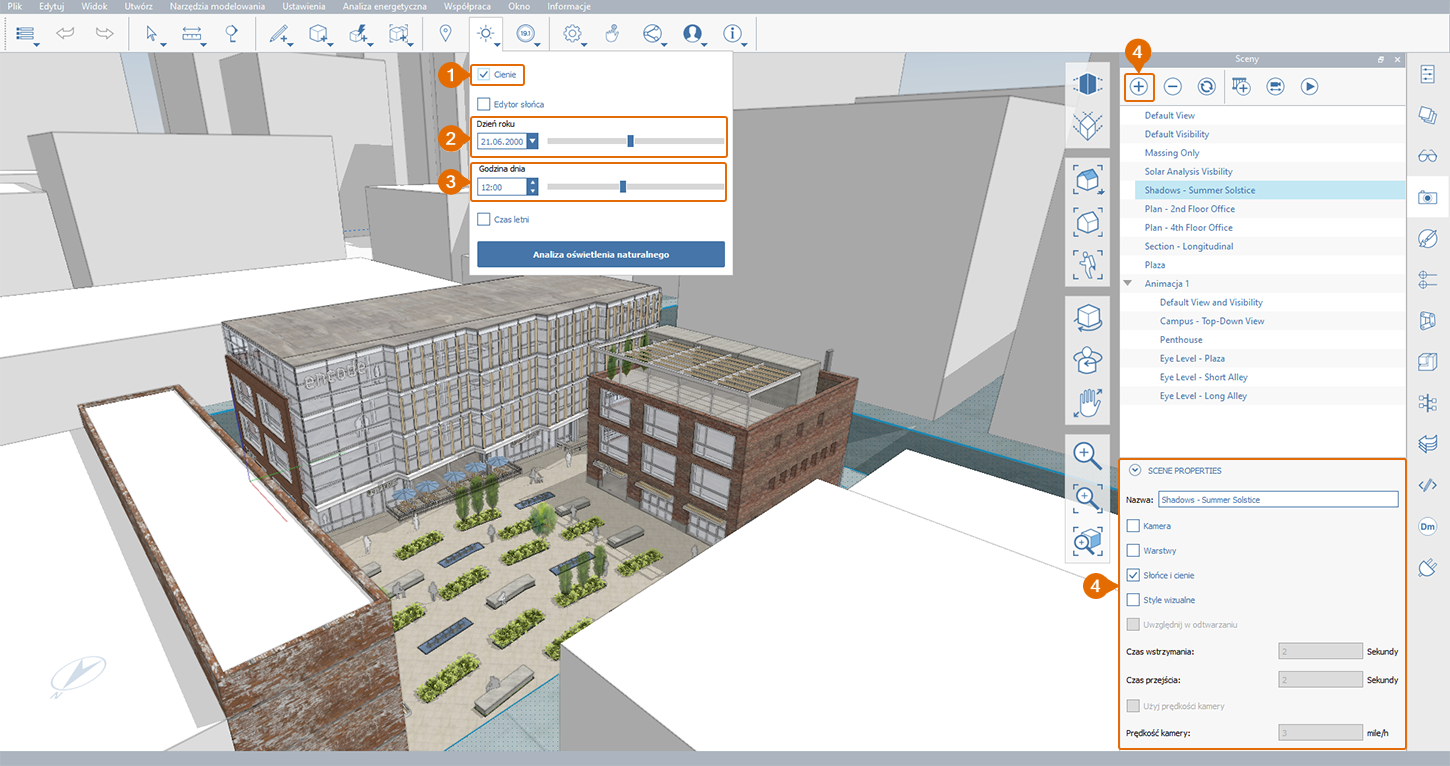 Plik Edytuj Widok Utwórz Narzędzia modelowania Ustawienia Analiza energetyczna Współpraca Okno Informacje
19.1
1
Cienie
Edytor słońca
2
Dzień roku
21.06.2000
3
Godzina dnia
12:00
Czas letni
Analiza oświetlenia naturalnego
encode
N
4
Sceny
Default View
Default Visibility
Massing Only
Solar Analysis Visbility
Shadows - Summer Solstice
Plan - 2nd Floor Office
Plan - 4th Floor Office
Section - Longitudinal
Plaza
Animacja 1
Default View and Visibility
Campus - Top-Down View
Penthouse
Eye Level - Plaza
Eye Level - Short Alley
Eye Level - Long Alley
SCENE PROPERTIES
Nazwa: Shadows - Summer Solstice
Kamera
Warstwy
4
Słońce i cienie
Style wizualne
Uwzględnij w odtwarzaniu
Czas wstrzymania: 2 Sekundy
Czas przejścia: 2 Sekundy
Użyj prędkości kamery
Prędkość kamery: 3 mile/h
Dm